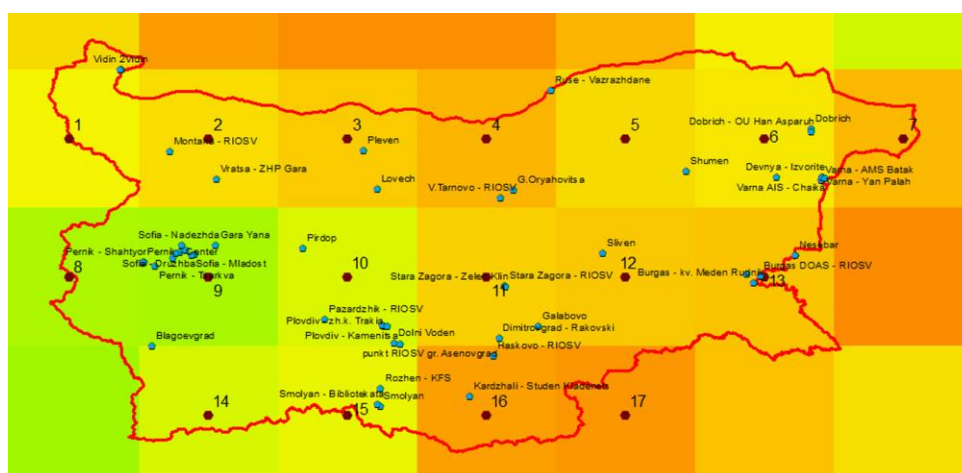 Vidin 2Vidin
Ruse - Vazrazhdane
1
2
3
4
5
6
7
Dobrich - OU Han Asparuh
Dobrich
Montana - RIOSV
Pleven
Vratsa - ZHP Gara
Lovech
V.Tarnovo - RIOSV
G.Oryahovitsa
Shumen
Devnya - Izvorite
Varna - AMS Batak
Varna AIS - Chaika
Varna - Yan Palah
Sofia - Nadezhda
Gara Yana
Pernik - Shahtyor
Pernik - Center
Pirdop
Sliven
Nesebar
Sofia - Druzhba
Sofia - Mladost
Pernik - Tsarkva
Stara Zagora - Zelen Klin
Stara Zagora - RIOSV
Burgas - kv. Meden Rudnik
Burgas DOAS - RIOSV
8
9
10
11
12
13
Pazardzhik - RIOSV
Plovdiv - zh.k. Trakia
Galabovo
Plovdiv - Kamenitsa
Dolni Voden
Dimitrovgrad - Rakovski
Blagoevgrad
punkt RIOSV gr. Asenovgrad
Haskovo - RIOSV
Rozhen - KFS
Smolyan - Bibliotekata
Smolyan
Kardzhali - Studen Kladenets
14
15
16
17